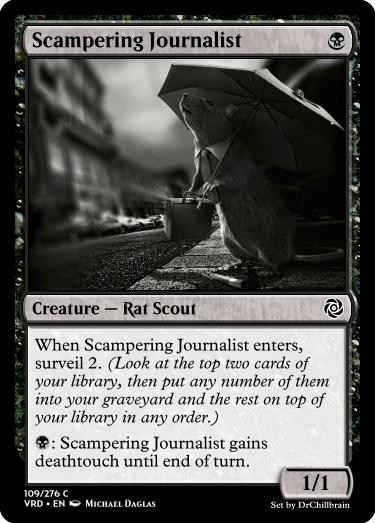 Scampering Journalist
Creature — Rat Scout
When Scampering Journalist enters,
surveil 2. (Look at the top two cards of
your library, then put any number of them
into your graveyard and the rest on top of
your library in any order.)
: Scampering Journalist gains
deathtouch until end of turn.
1/1
109/276 C
VRD • EN Michael Daglas
Set by DrChillbrain